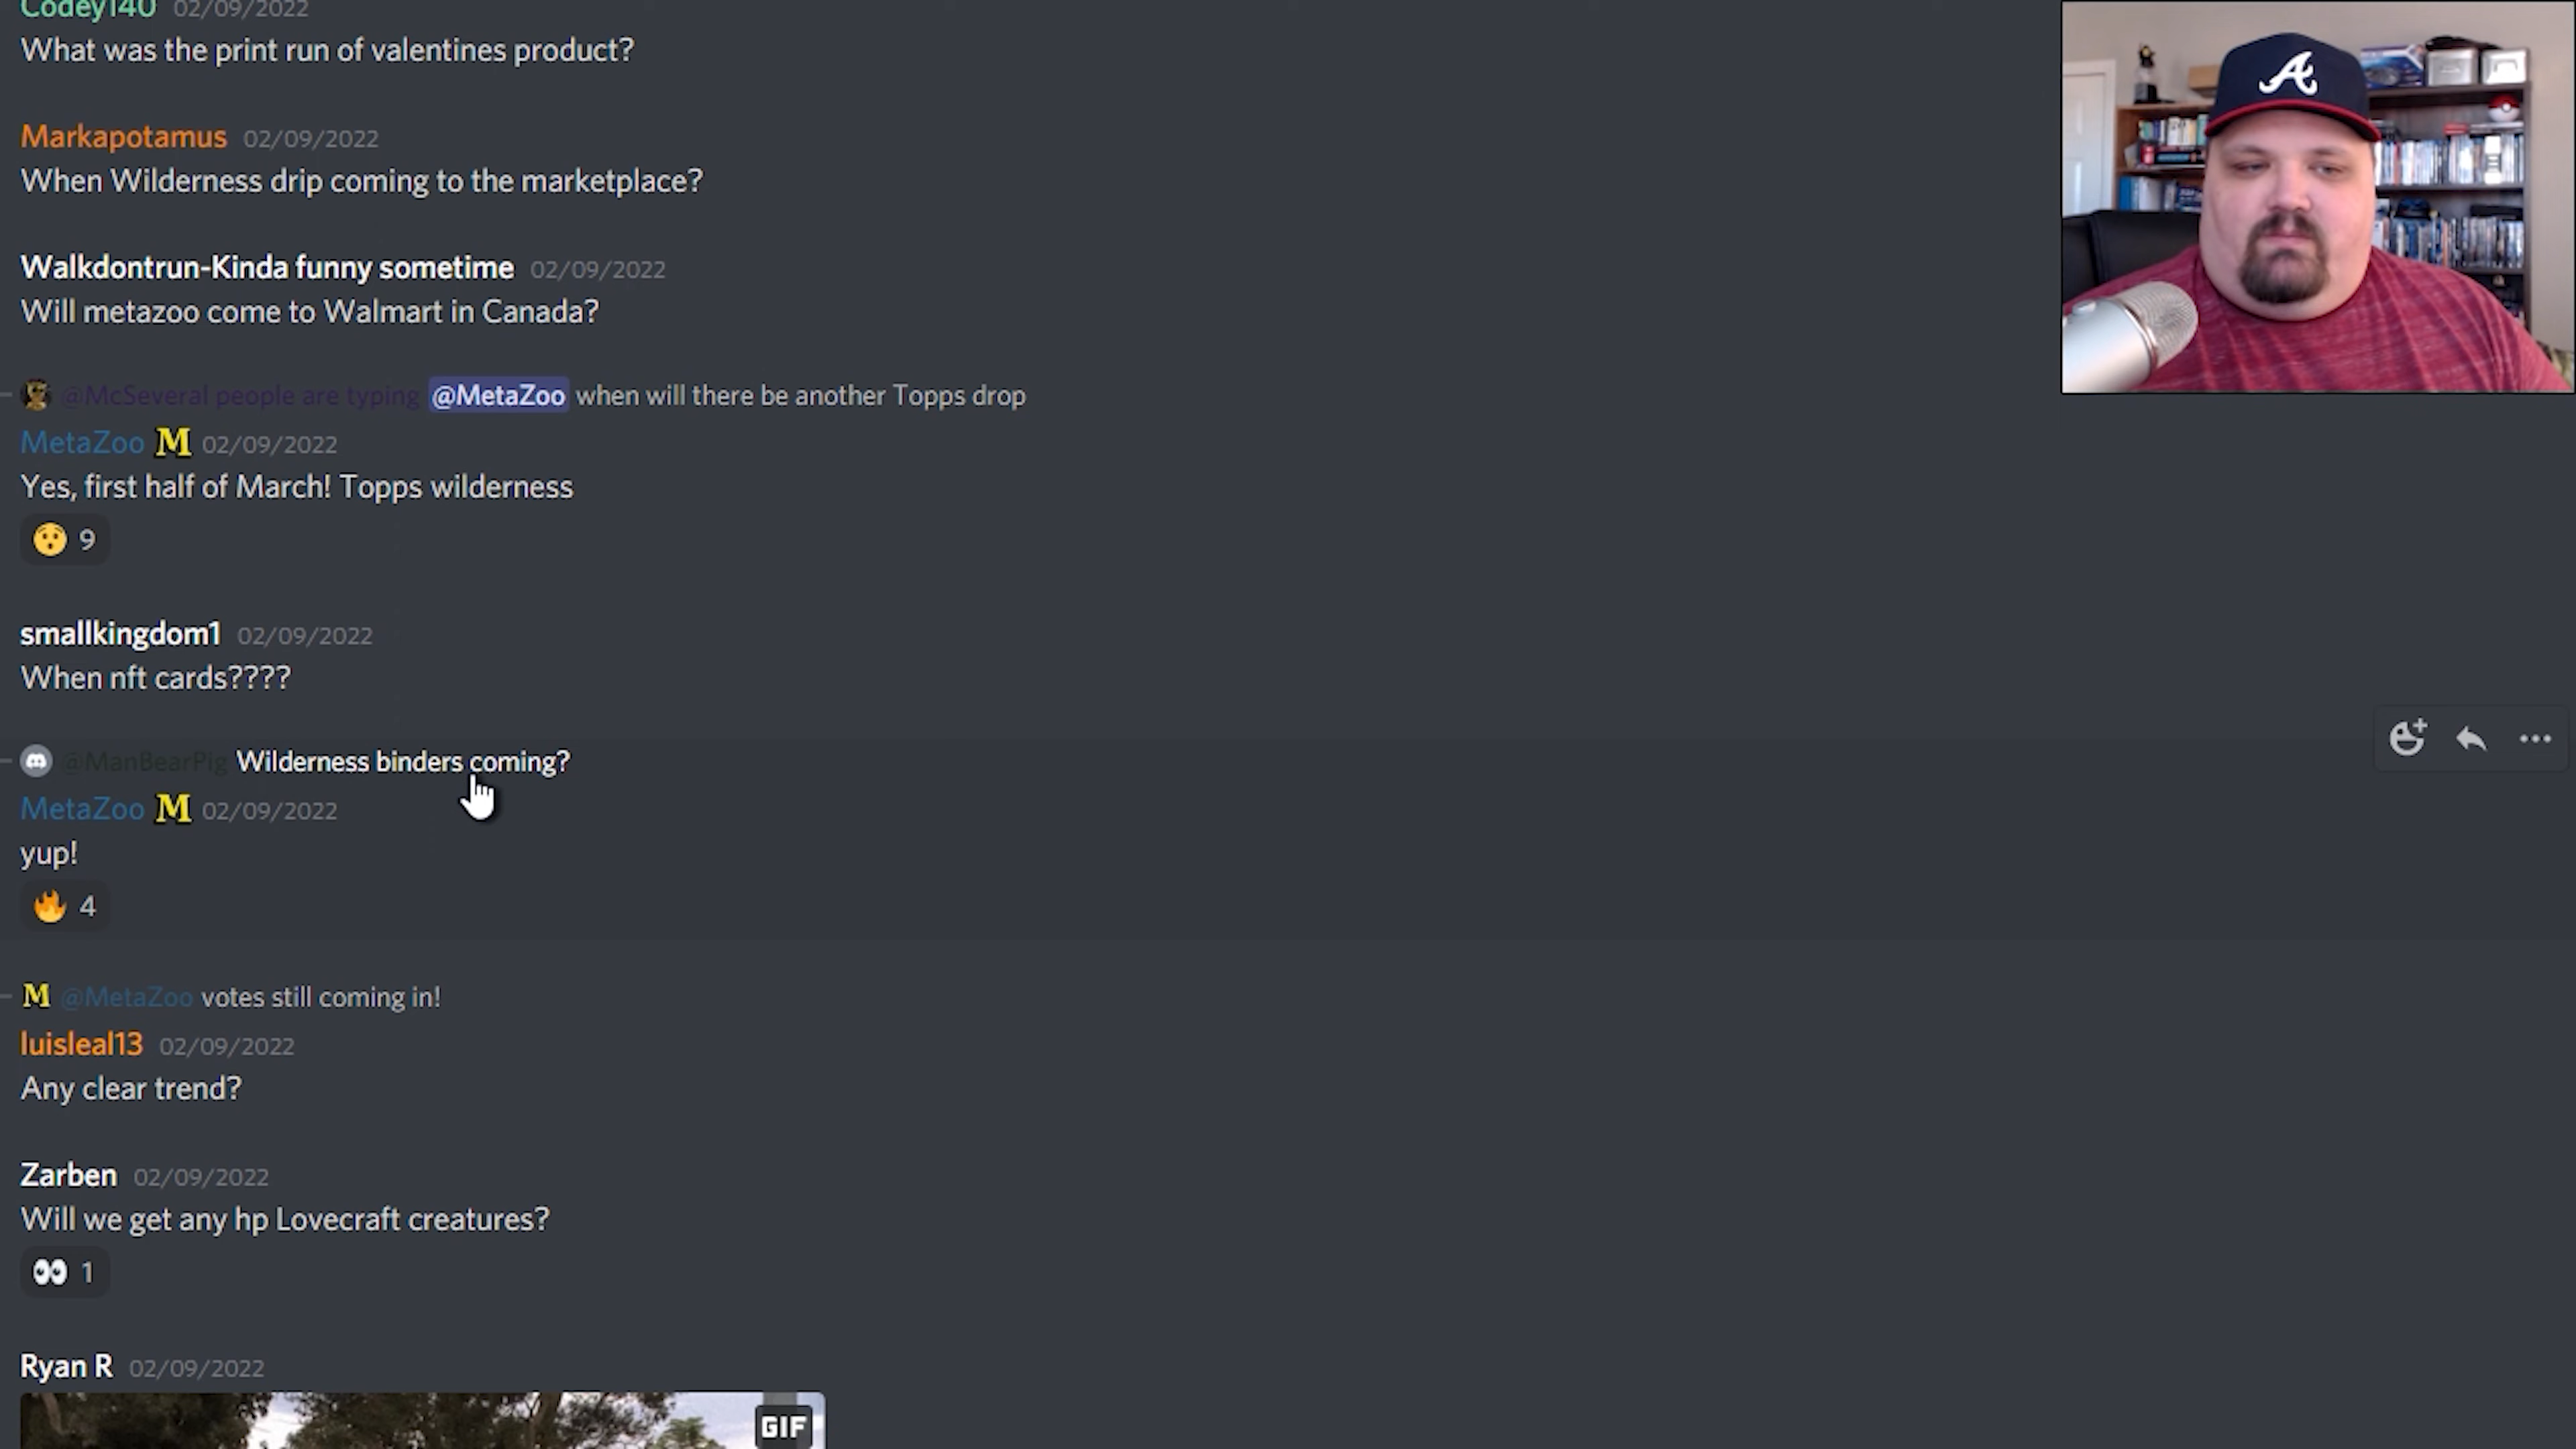 Codey140 02/09/2022
What was the print run of valentines product?
Markapotamus 02/09/2022
When Wilderness drip coming to the marketplace?
Walkdontrun-Kinda funny sometime 02/09/2022
Will metazoo come to Walmart in Canada?
@McSeveral people are typing @MetaZoo when will there be another Topps drop
MetaZoo M 02/09/2022
Yes, first half of March! Topps wilderness
😯 9
smallkingdom1 02/09/2022
When nft cards????
@ManBearPig Wilderness binders coming?
MetaZoo M 02/09/2022
yup!
🔥 4
M @MetaZoo votes still coming in!
luisleal13 02/09/2022
Any clear trend?
Zarben 02/09/2022
Will we get any hp Lovecraft creatures?
👀 1
Ryan R 02/09/2022
GIF
A